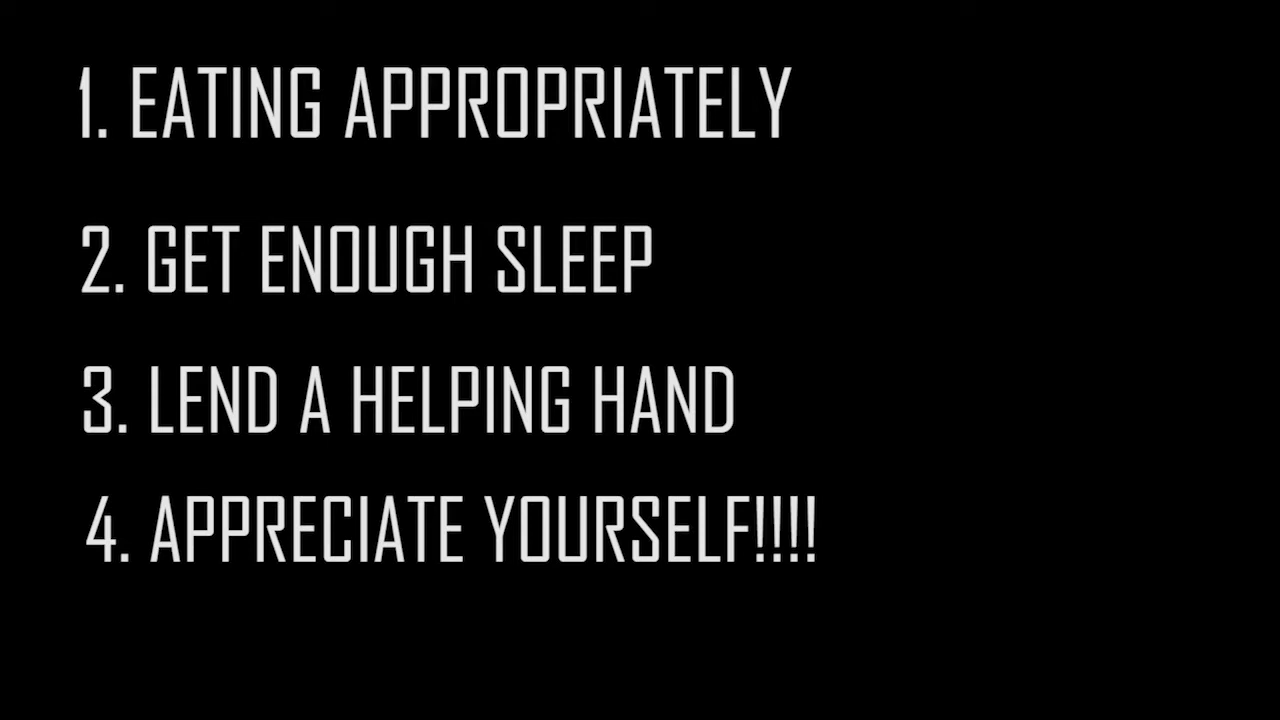 1. EATING APPROPRIATELY
2. GET ENOUGH SLEEP
3. LEND A HELPING HAND
4. APPRECIATE YOURSELF!!!!